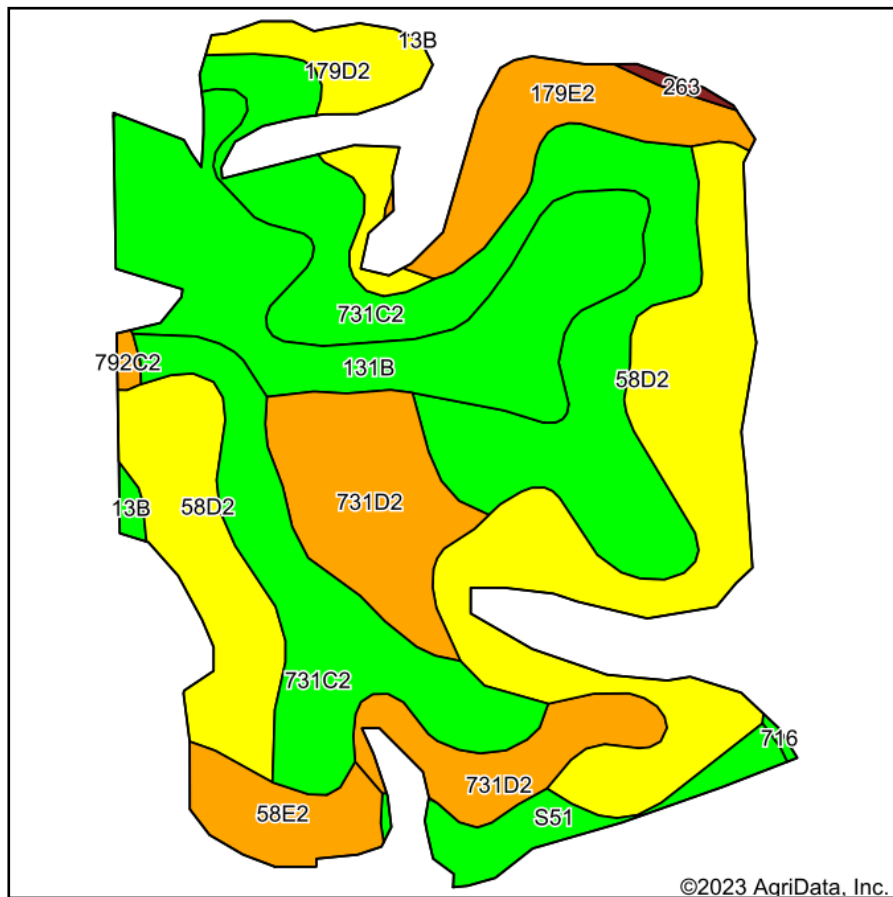 13B
179D2
263
179E2
731C2
792C2
131B
58D2
13B
58D2
731D2
731C2
716
731D2
58E2
S51
©2023 AgriData, Inc.